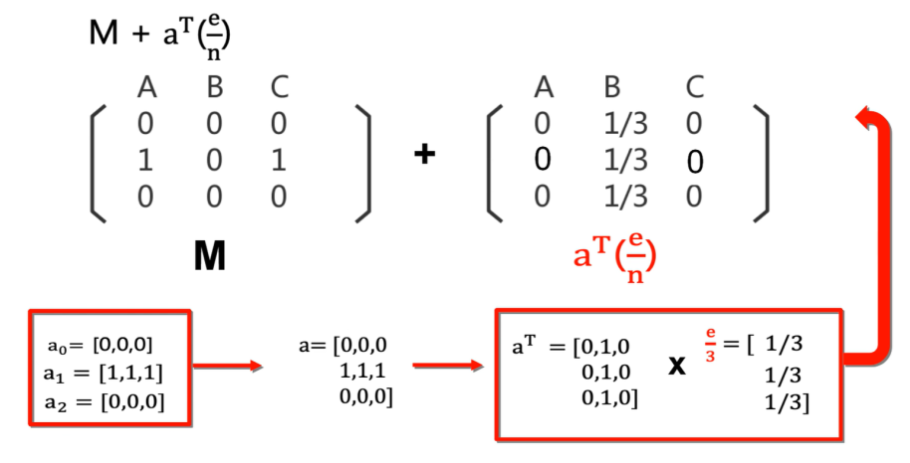 M + aᵀ(e/n)
A B C
0 0 0
1 0 1
0 0 0
M
+
A B C
0 1/3 0
0 1/3 0
0 1/3 0
aᵀ(e/n)
a₀= [0,0,0]
a₁ = [1,1,1]
a₂ = [0,0,0]
a= [0,0,0
1,1,1
0,0,0]
aᵀ =[0,1,0
0,1,0
0,1,0]
x
e/3 = [ 1/3
1/3
1/3]